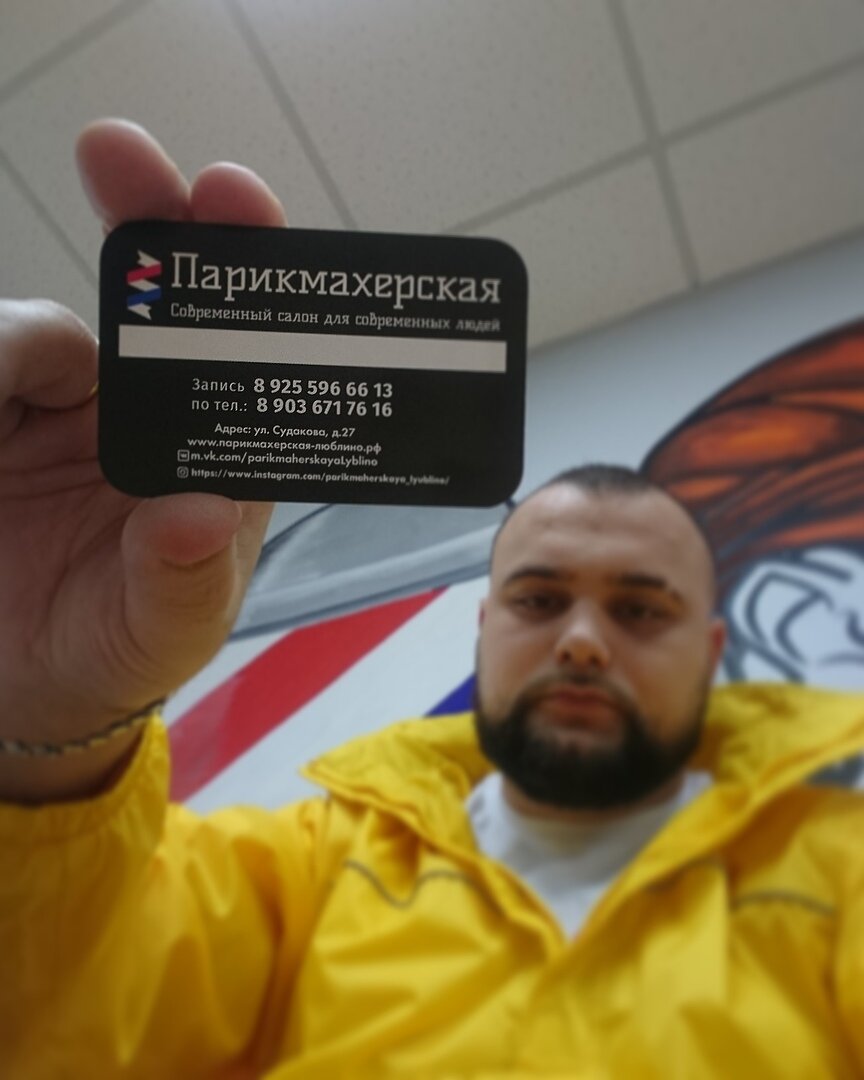 Парикмахерская
Современный салон для современных людей
Запись 8 925 596 66 13
по тел.: 8 903 671 76 16
Адрес: ул. Судакова, д.27
www.парикмахерская-люблино.рф
m.vk.com/parikmaherskayaLyblino
https://www.instagram.com/parikmaherskaya_lyublino/